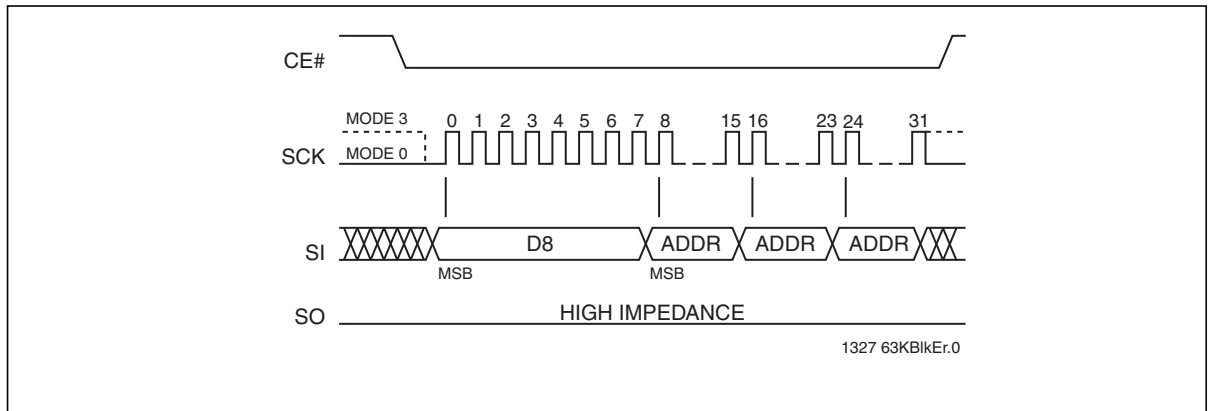 CE#
MODE 3
0 1 2 3 4 5 6 7 8 15 16 23 24 31
SCK
MODE 0
SI
D8 ADDR ADDR ADDR
MSB MSB
SO
HIGH IMPEDANCE
1327 63KBlkEr.0